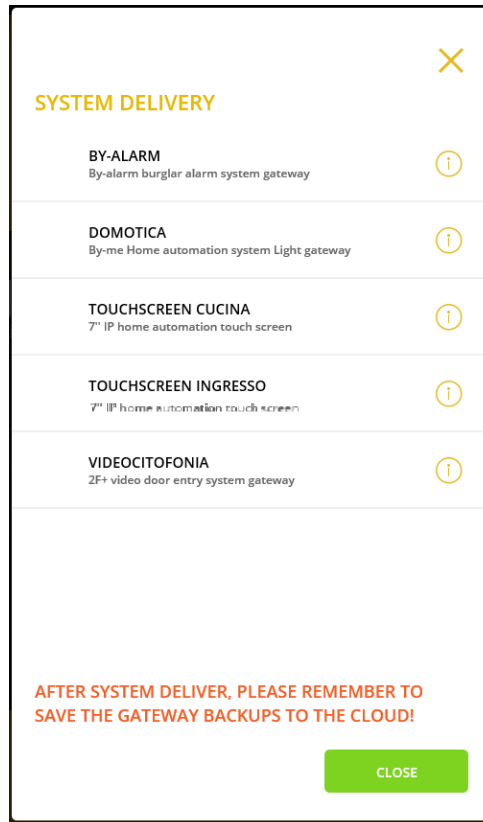 SYSTEM DELIVERY
BY-ALARM
By-alarm burglar alarm system gateway
DOMOTICA
By-me Home automation system Light gateway
TOUCHSCREEN CUCINA
7" IP home automation touch screen
TOUCHSCREEN INGRESSO
7" IP home automation touch screen
VIDEOCITOFONIA
2F+ video door entry system gateway
AFTER SYSTEM DELIVER, PLEASE REMEMBER TO
SAVE THE GATEWAY BACKUPS TO THE CLOUD!
CLOSE